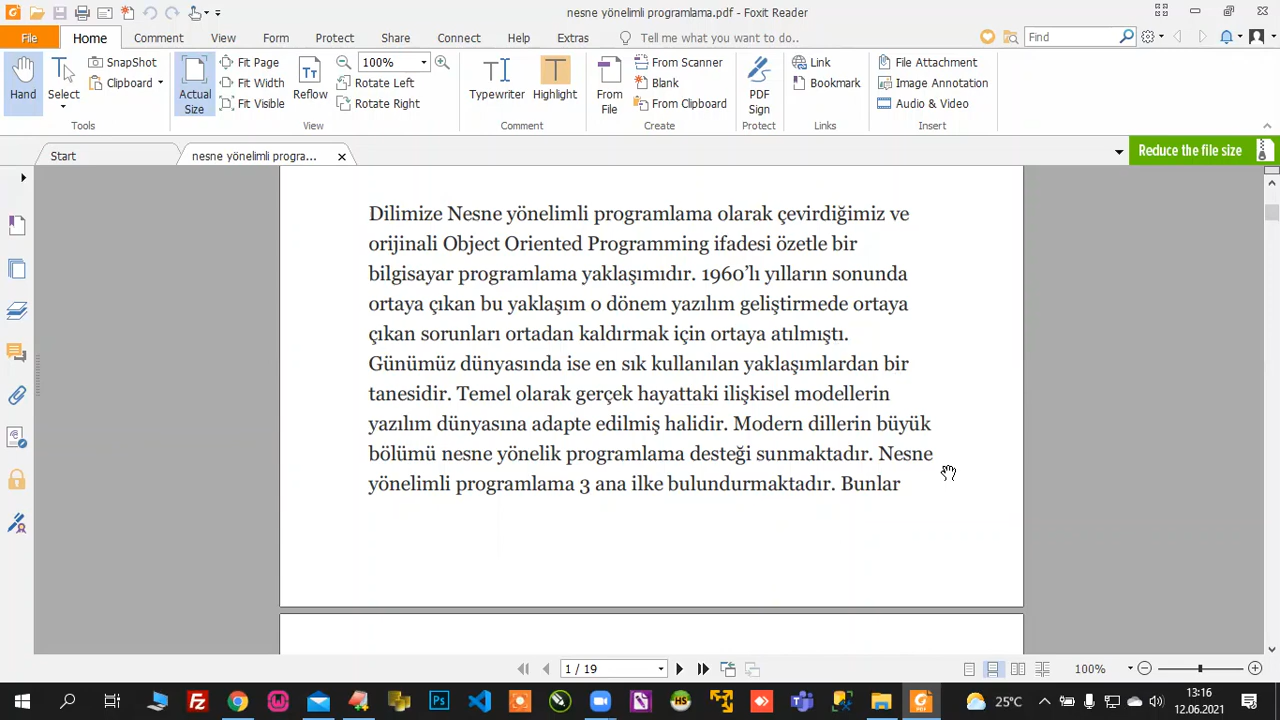 nesne yönelimli programlama.pdf - Foxit Reader
File Home Comment View Form Protect Share Connect Help Extras Tell me what you want to do.. Find
Hand
Select
SnapShot
Clipboard
Tools
Actual Size
Fit Page
Fit Width
Fit Visible
Reflow
100%
Rotate Left
Rotate Right
View
Typewriter
Highlight
Comment
From File
From Scanner
Blank
From Clipboard
Create
PDF Sign
Protect
Link
Bookmark
Links
File Attachment
Image Annotation
Audio & Video
Insert
Start nesne yönelimli progra... Reduce the file size
Dilimize Nesne yönelimli programlama olarak çevirdiğimiz ve
orijinali Object Oriented Programming ifadesi özetle bir
bilgisayar programlama yaklaşımıdır. 1960’lı yılların sonunda
ortaya çıkan bu yaklaşım o dönem yazılım geliştirmede ortaya
çıkan sorunları ortadan kaldırmak için ortaya atılmıştı.
Günümüz dünyasında ise en sık kullanılan yaklaşımlardan bir
tanesidir. Temel olarak gerçek hayattaki ilişkisel modellerin
yazılım dünyasına adapte edilmiş halidir. Modern dillerin büyük
bölümü nesne yönelik programlama desteği sunmaktadır. Nesne
yönelimli programlama 3 ana ilke bulundurmaktadır. Bunlar
1 / 19 100%
25°C 13:16
12.06.2021